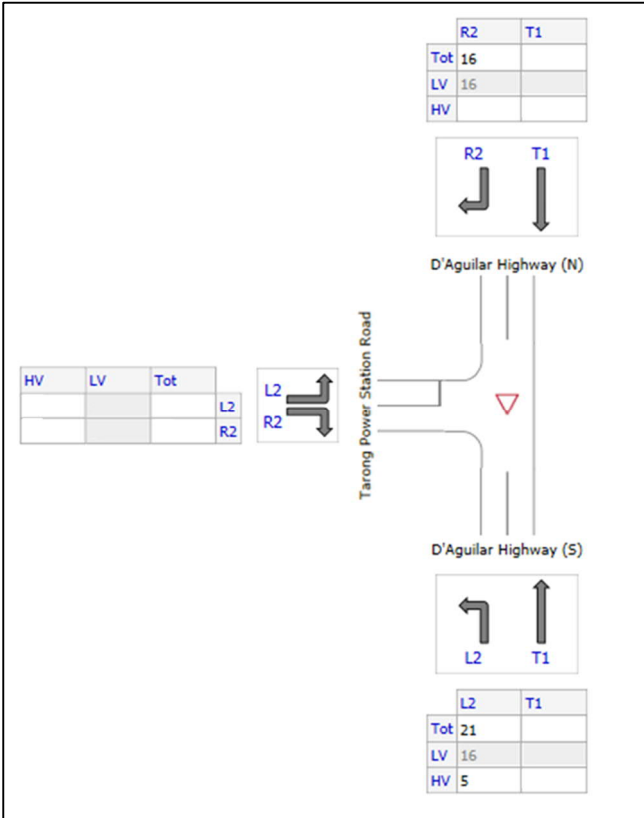 R2 T1
Tot 16
LV 16
HV
R2 T1
D'Aguilar Highway (N)
Tarong Power Station Road
HV LV Tot
L2
R2
L2
R2
D'Aguilar Highway (S)
L2 T1
L2 T1
Tot 21
LV 16
HV 5